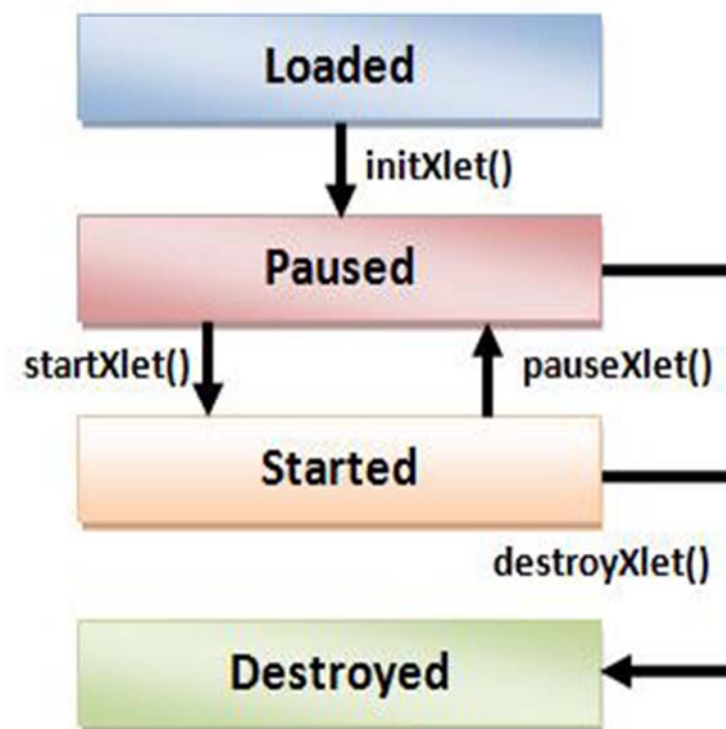 Loaded
initXlet()
Paused
startXlet()
pauseXlet()
Started
destroyXlet()
Destroyed